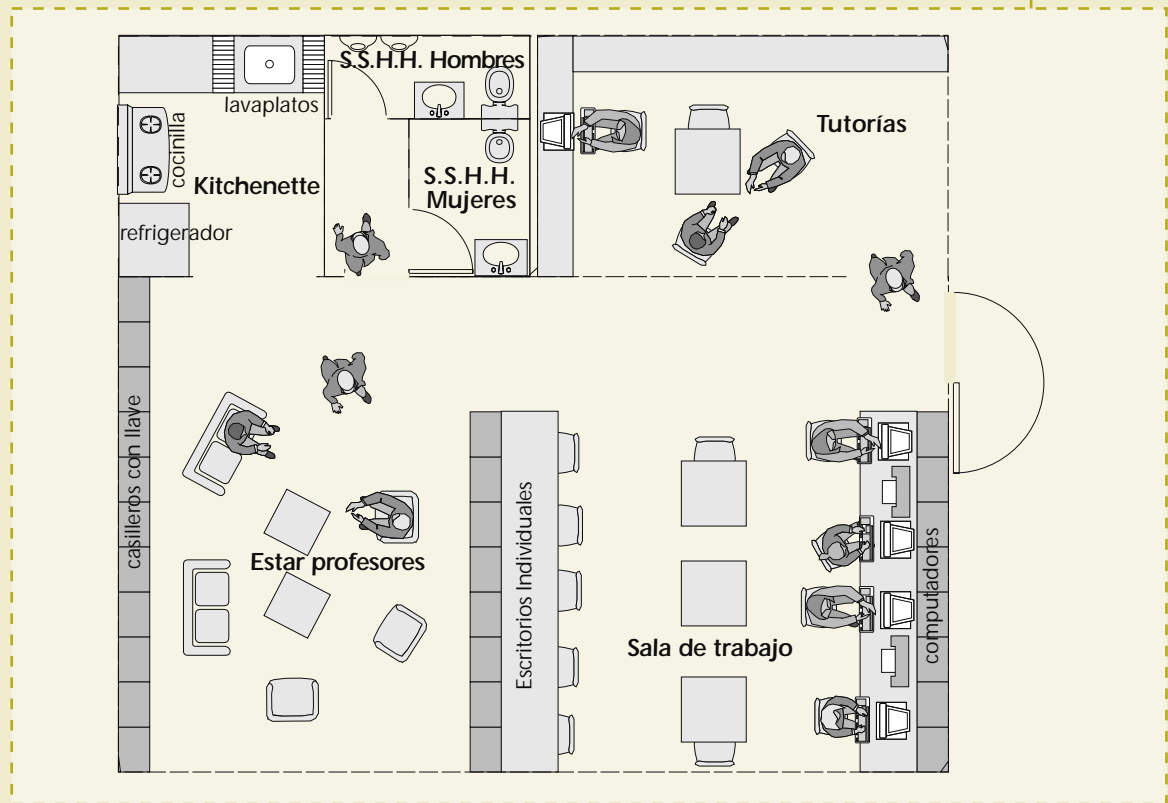 S.S.H.H. Hombres
lavaplatos
Tutorías
cocinilla
Kitchenette
S.S.H.H.
Mujeres
refrigerador
casilleros con llave
Estar profesores
Escritorios Individuales
Sala de trabajo
computadores